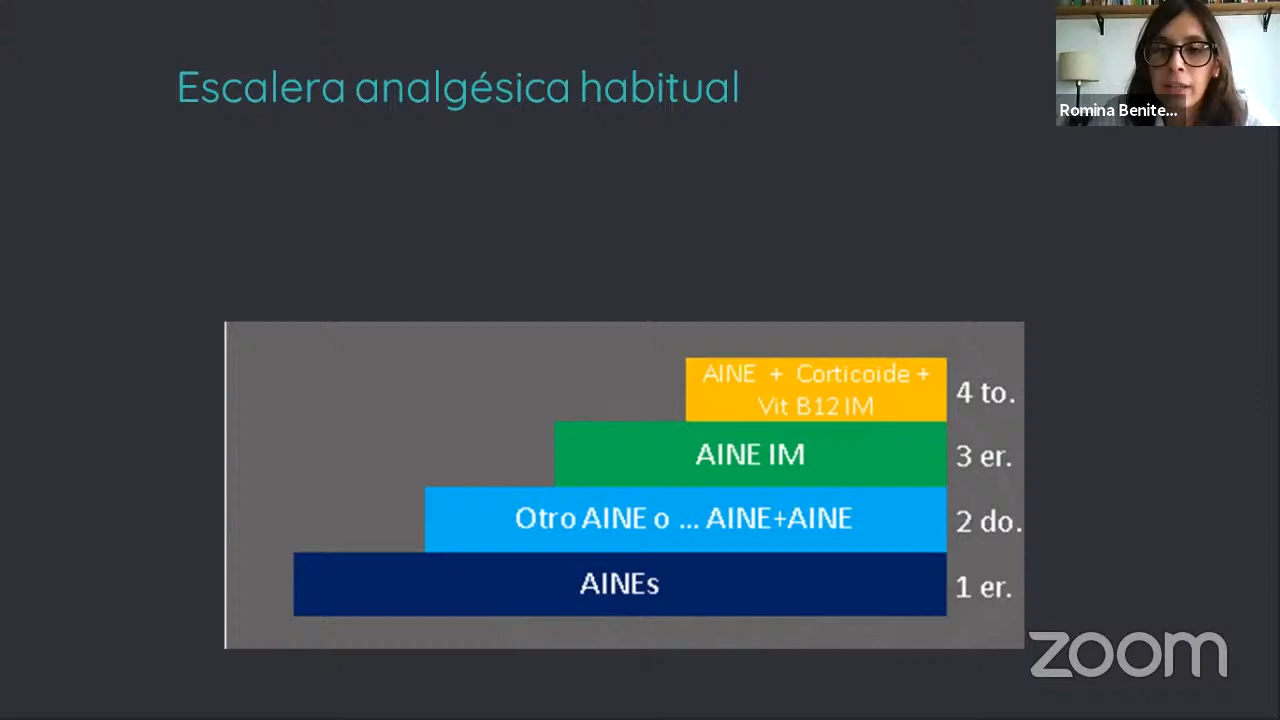 Escalera analgésica habitual
Romina Benite...
AINE + Corticoide +
Vit B12 IM
4 to.
AINE IM
3 er.
Otro AINE o ... AINE+AINE
2 do.
AINEs
1 er.
zoom